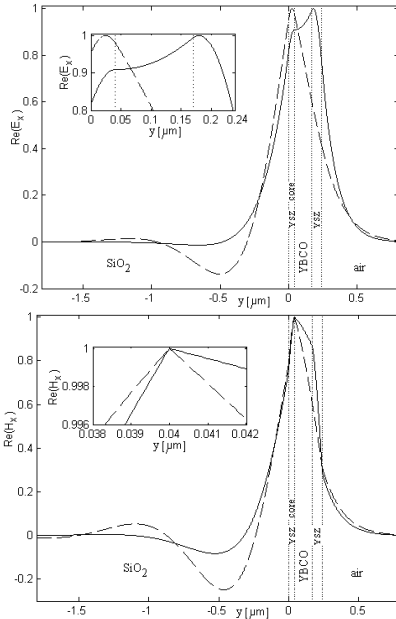 1
0.8
0.6
0.4
0.2
0
-0.2
Re(Ex)
1
0.9
0.8
Re(Ex)
0
0.05
0.1
0.15
0.2
0.24
y [μm]
core
YSZ
YBCO
YSZ
SiO2
air
-1.5
-1
-0.5
0
0.5
y [μm]
1
0.8
0.6
0.4
0.2
0
-0.2
Re(Hx)
1
0.998
0.996
Re(Hx)
0.038
0.039
0.04
0.041
0.042
y [μm]
core
YSZ
YBCO
YSZ
SiO2
air
-1.5
-1
-0.5
0
0.5
y [μm]